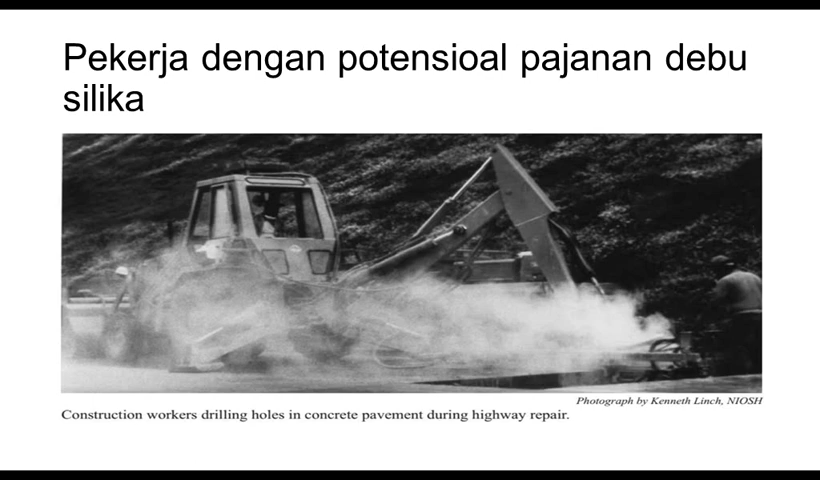 Pekerja dengan potensioal pajanan debu
silika
Photograph by Kenneth Linch, NIOSH
Construction workers drilling holes in concrete pavement during highway repair.